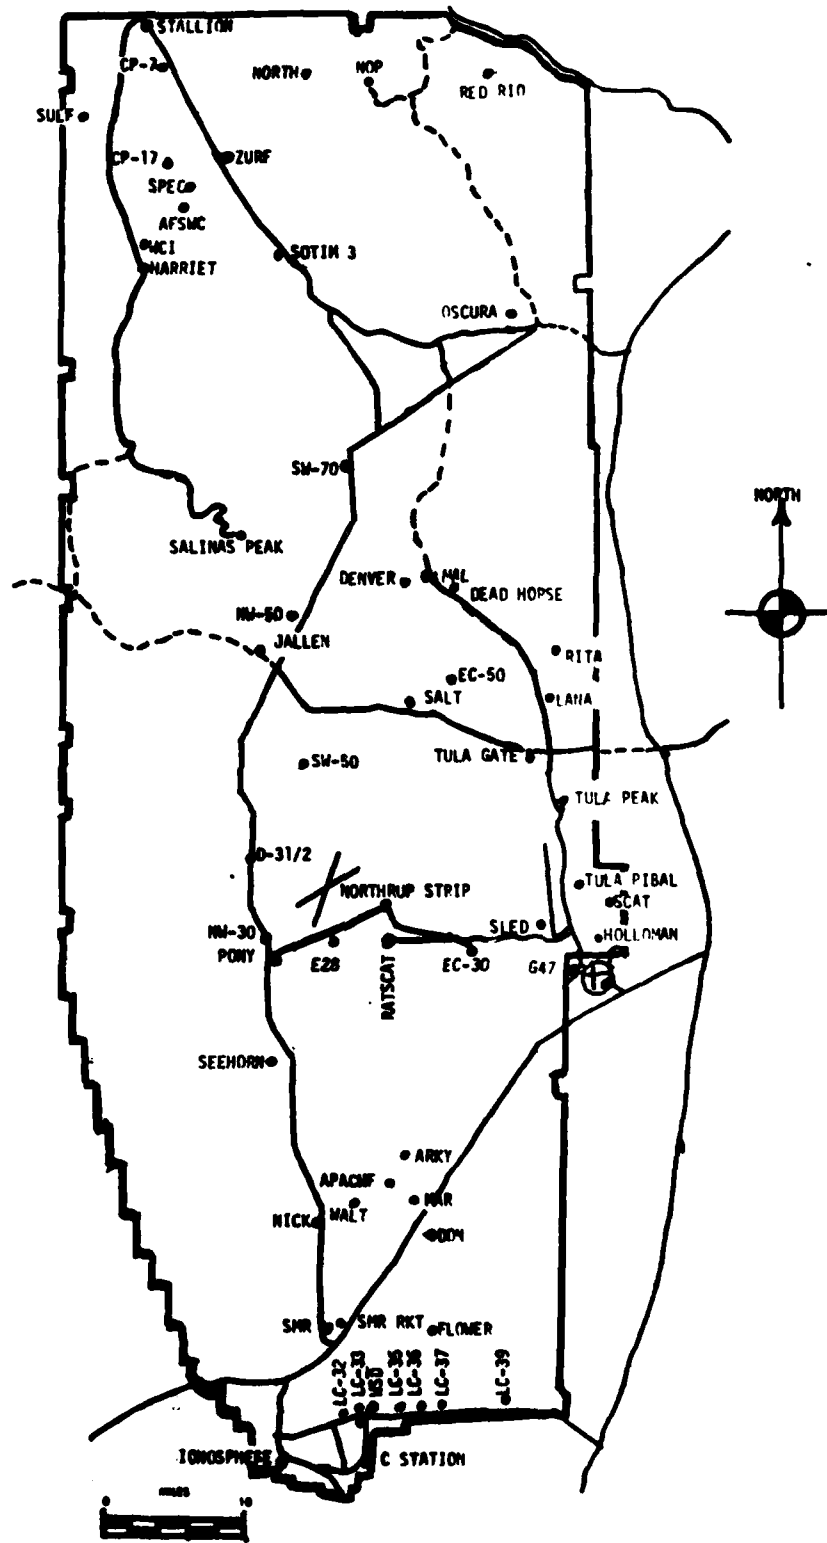 STALLION
CP-7
NORTH
MOP
RED RIO
SULF
CP-17
ZURF
SPEC
AFSWC
WCI
HARRIET
SOTIM 3
OSCURA
SW-70
NORTH
SALINAS PEAK
DENVER
MAL
DEAD HORSE
NW-50
JALLEN
RITA
EC-50
SALT
LANA
TULA GATE
SW-50
TULA PEAK
D-31/2
NORTHRUP STRIP
TULA PIBAL
SCAT
SLED
NW-30
HOLLOMAN
PONY
E28
RATSCAT
EC-30
G47
SEEHORN
ARKY
APACHE
MAR
WALT
NICK
SMR
SMR RKT
FLOWER
LC-32
LC-33
WSD
LC-35
LC-36
LC-37
LC-39
IONOSPHERE
C STATION
0 MILES 10